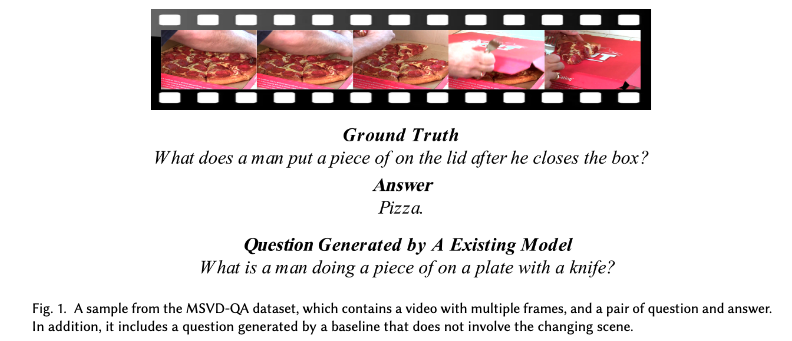 Ground Truth
What does a man put a piece of on the lid after he closes the box?
Answer
Pizza.
Question Generated by A Existing Model
What is a man doing a piece of on a plate with a knife?
Fig. 1. A sample from the MSVD-QA dataset, which contains a video with multiple frames, and a pair of question and answer.
In addition, it includes a question generated by a baseline that does not involve the changing scene.